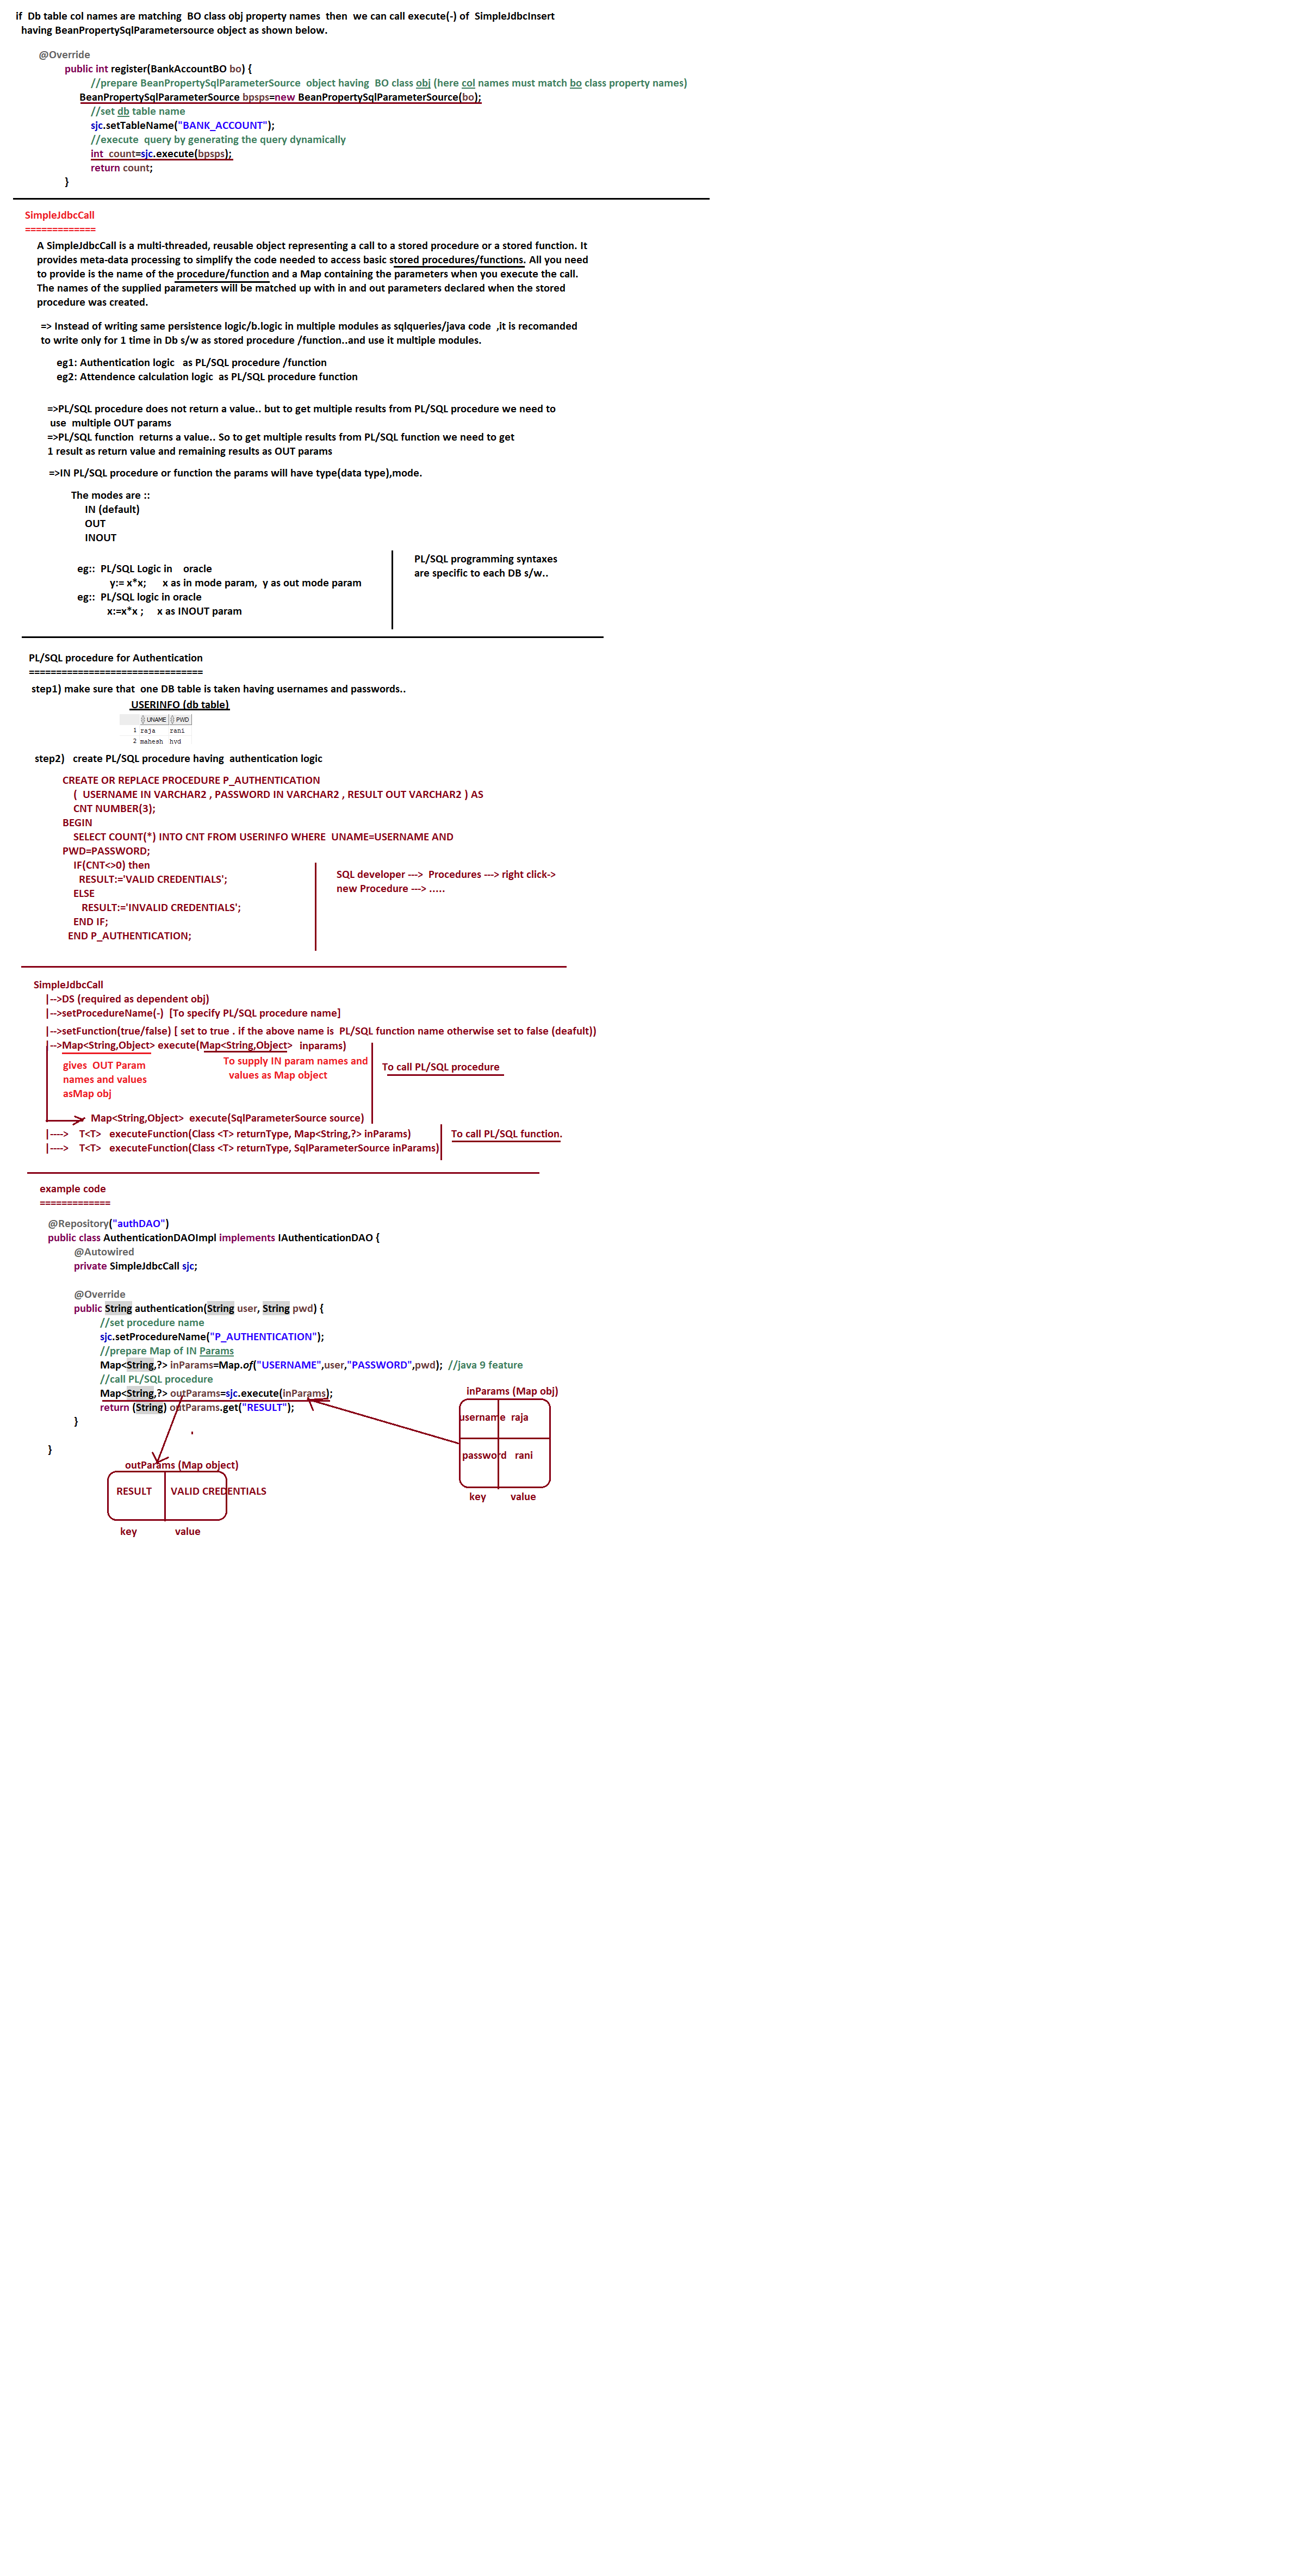 if Db table col names are matching BO class obj property names then we can call execute(-) of SimpleJdbcInsert
having BeanPropertySqlParametersource object as shown below.
@Override
public int register(BankAccountBO bo) {
//prepare BeanPropertySqlParameterSource object having BO class obj (here col names must match bo class property names)
BeanPropertySqlParameterSource bpsps=new BeanPropertySqlParameterSource(bo);
//set db table name
sjc.setTableName("BANK_ACCOUNT");
//execute query by generating the query dynamically
int count=sjc.execute(bpsps);
return count;
}
SimpleJdbcCall
=============
A SimpleJdbcCall is a multi-threaded, reusable object representing a call to a stored procedure or a stored function. It
provides meta-data processing to simplify the code needed to access basic stored procedures/functions. All you need
to provide is the name of the procedure/function and a Map containing the parameters when you execute the call.
The names of the supplied parameters will be matched up with in and out parameters declared when the stored
procedure was created.
=> Instead of writing same persistence logic/b.logic in multiple modules as sqlqueries/java code ,it is recomanded
to write only for 1 time in Db s/w as stored procedure /function..and use it multiple modules.
eg1: Authentication logic as PL/SQL procedure /function
eg2: Attendence calculation logic as PL/SQL procedure function
=>PL/SQL procedure does not return a value.. but to get multiple results from PL/SQL procedure we need to
use multiple OUT params
=>PL/SQL function returns a value.. So to get multiple results from PL/SQL function we need to get
1 result as return value and remaining results as OUT params
=>IN PL/SQL procedure or function the params will have type(data type),mode.
The modes are ::
IN (default)
OUT
INOUT
eg:: PL/SQL Logic in oracle
y:= x*x; x as in mode param, y as out mode param
eg:: PL/SQL logic in oracle
x:=x*x ; x as INOUT param
PL/SQL programming syntaxes
are specific to each DB s/w..
PL/SQL procedure for Authentication
================================
step1) make sure that one DB table is taken having usernames and passwords..
USERINFO (db table)
UNAME PWD
1 raja rani
2 mahesh hvd
step2) create PL/SQL procedure having authentication logic
CREATE OR REPLACE PROCEDURE P_AUTHENTICATION
( USERNAME IN VARCHAR2 , PASSWORD IN VARCHAR2 , RESULT OUT VARCHAR2 ) AS
CNT NUMBER(3);
BEGIN
SELECT COUNT(*) INTO CNT FROM USERINFO WHERE UNAME=USERNAME AND
PWD=PASSWORD;
IF(CNT<>0) then
RESULT:='VALID CREDENTIALS';
ELSE
RESULT:='INVALID CREDENTIALS';
END IF;
END P_AUTHENTICATION;
SQL developer ---> Procedures ---> right click->
new Procedure ---> .....
SimpleJdbcCall
|-->DS (required as dependent obj)
|-->setProcedureName(-) [To specify PL/SQL procedure name]
|-->setFunction(true/false) [ set to true . if the above name is PL/SQL function name otherwise set to false (deafult))
|-->Map<String,Object> execute(Map<String,Object> inparams)
gives OUT Param
names and values
asMap obj
To supply IN param names and
values as Map object
To call PL/SQL procedure
Map<String,Object> execute(SqlParameterSource source)
|----> T<T> executeFunction(Class <T> returnType, Map<String,?> inParams)
|----> T<T> executeFunction(Class <T> returnType, SqlParameterSource inParams)
To call PL/SQL function.
example code
=============
@Repository("authDAO")
public class AuthenticationDAOImpl implements IAuthenticationDAO {
@Autowired
private SimpleJdbcCall sjc;
@Override
public String authentication(String user, String pwd) {
//set procedure name
sjc.setProcedureName("P_AUTHENTICATION");
//prepare Map of IN Params
Map<String,?> inParams=Map.of("USERNAME",user,"PASSWORD",pwd); //java 9 feature
//call PL/SQL procedure
Map<String,?> outParams=sjc.execute(inParams);
return (String) outParams.get("RESULT");
}
}
inParams (Map obj)
username raja
password rani
key value
outParams (Map object)
RESULT VALID CREDENTIALS
key value